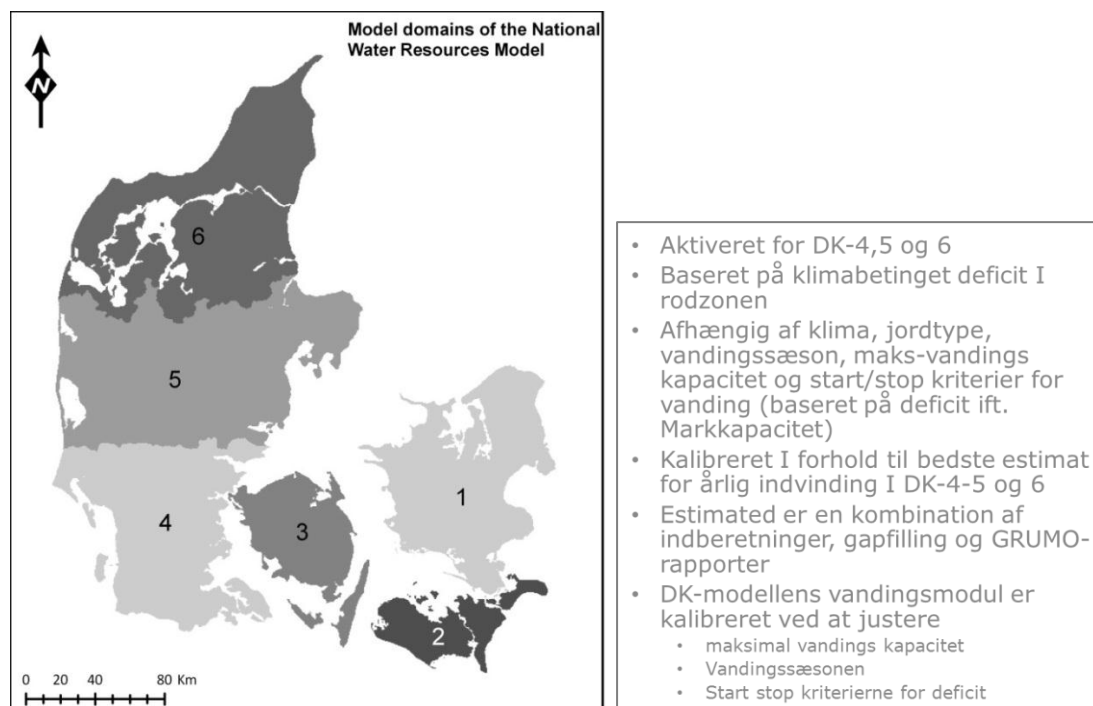 Model domains of the National
Water Resources Model
N
6
5
4
3
1
2
0 20 40 80 Km
• Aktiveret for DK-4,5 og 6
• Baseret på klimabetinget deficit I
rodzonen
• Afhængig af klima, jordtype,
vandingssæson, maks-vandings
kapacitet og start/stop kriterier for
vanding (baseret på deficit ift.
Markkapacitet)
• Kalibreret I forhold til bedste estimat
for årlig indvinding I DK-4-5 og 6
• Estimated er en kombination af
indberetninger, gapfilling og GRUMO-
rapporter
• DK-modellens vandingsmodul er
kalibreret ved at justere
• maksimal vandings kapacitet
• Vandingssæsonen
• Start stop kriterierne for deficit